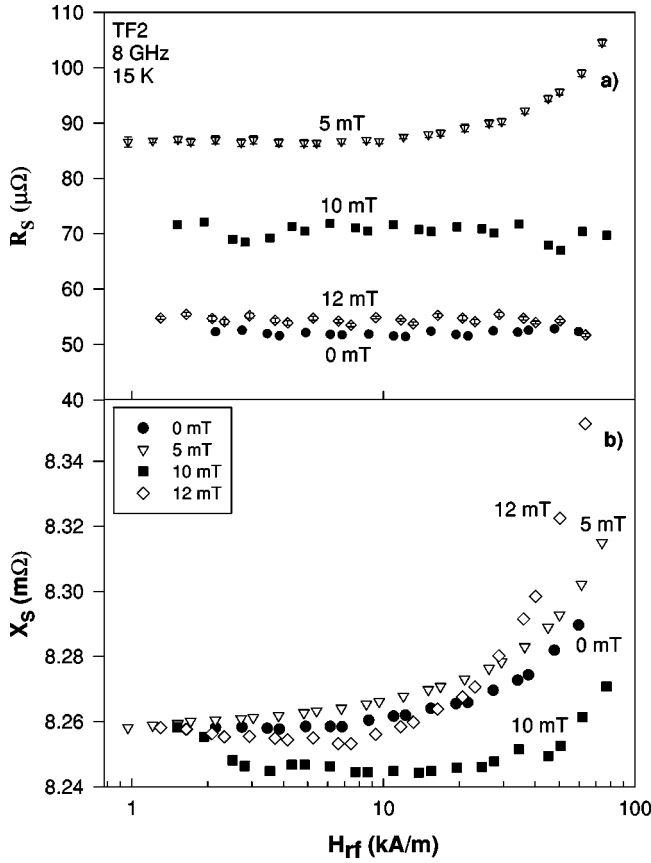 TF2
8 GHz
15 K
a)
110
100
90
80
70
60
50
40
R_S (μΩ)
5 mT
10 mT
12 mT
0 mT
b)
0 mT
5 mT
10 mT
12 mT
8.34
8.32
8.30
8.28
8.26
8.24
X_S (mΩ)
12 mT
5 mT
0 mT
10 mT
1
10
100
H_rf (kA/m)